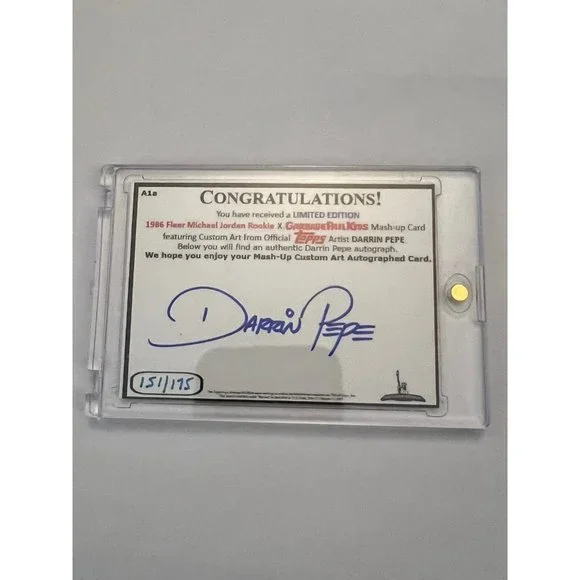 A1a
CONGRATULATIONS!
You have received a LIMITED EDITION
1986 Fleer Michael Jordan Rookie X GARBAGE PAIL KIDS Mash-up Card
featuring Custom Art from Official Topps Artist DARRIN PEPE.
Below you will find an authentic Darrin Pepe autograph.
We hope you enjoy your Mash-Up Custom Art Autographed Card.
DARRIN PEPE
151/175